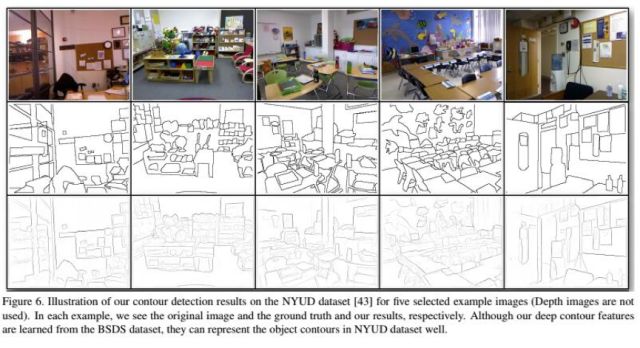 Figure 6. Illustration of our contour detection results on the NYUD dataset [43] for five selected example images (Depth images are not
used). In each example, we see the original image and the ground truth and our results, respectively. Although our deep contour features
are learned from the BSDS dataset, they can represent the object contours in NYUD dataset well.